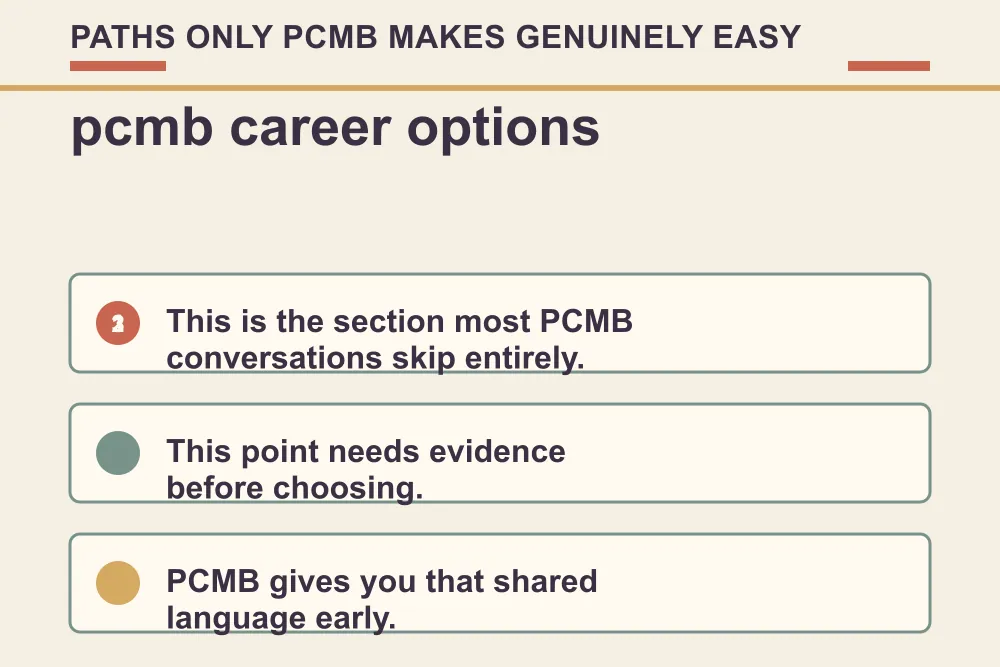 PATHS ONLY PCMB MAKES GENUINELY EASY
pcmb career options
This is the section most PCMB
conversations skip entirely.
This point needs evidence
before choosing.
PCMB gives you that shared
language early.